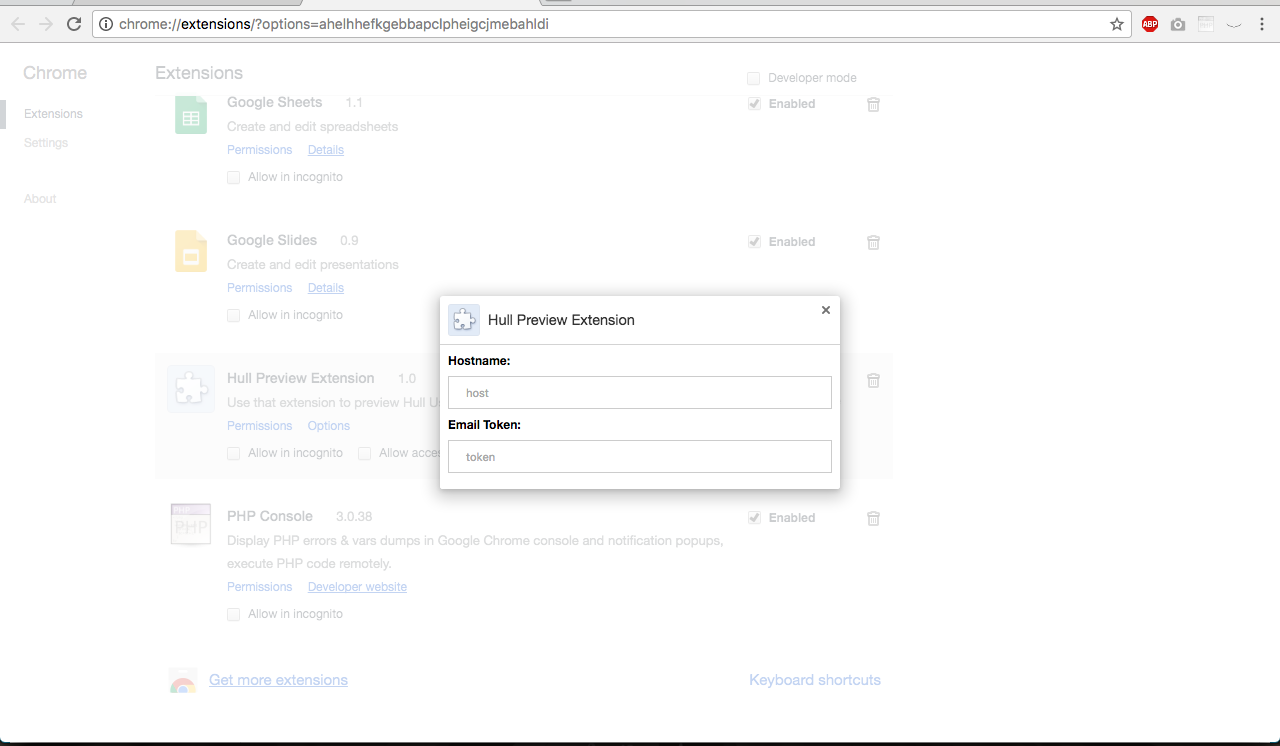 chrome://extensions/?options=ahelhhefkgebbapclpheigcjmebahldi
ABP
Chrome
Extensions
Developer mode
Extensions
Settings
About
Google Sheets 1.1
Enabled
Create and edit spreadsheets
Permissions Details
Allow in incognito
Google Slides 0.9
Enabled
Create and edit presentations
Permissions Details
Allow in incognito
Hull Preview Extension
Hostname:
host
Email Token:
token
Hull Preview Extension 1.0
Use that extension to preview Hull Us
Permissions Options
Allow in incognito Allow acce
PHP
PHP Console 3.0.38
Enabled
Display PHP errors & vars dumps in Google Chrome console and notification popups,
execute PHP code remotely.
Permissions Developer website
Allow in incognito
Get more extensions
Keyboard shortcuts